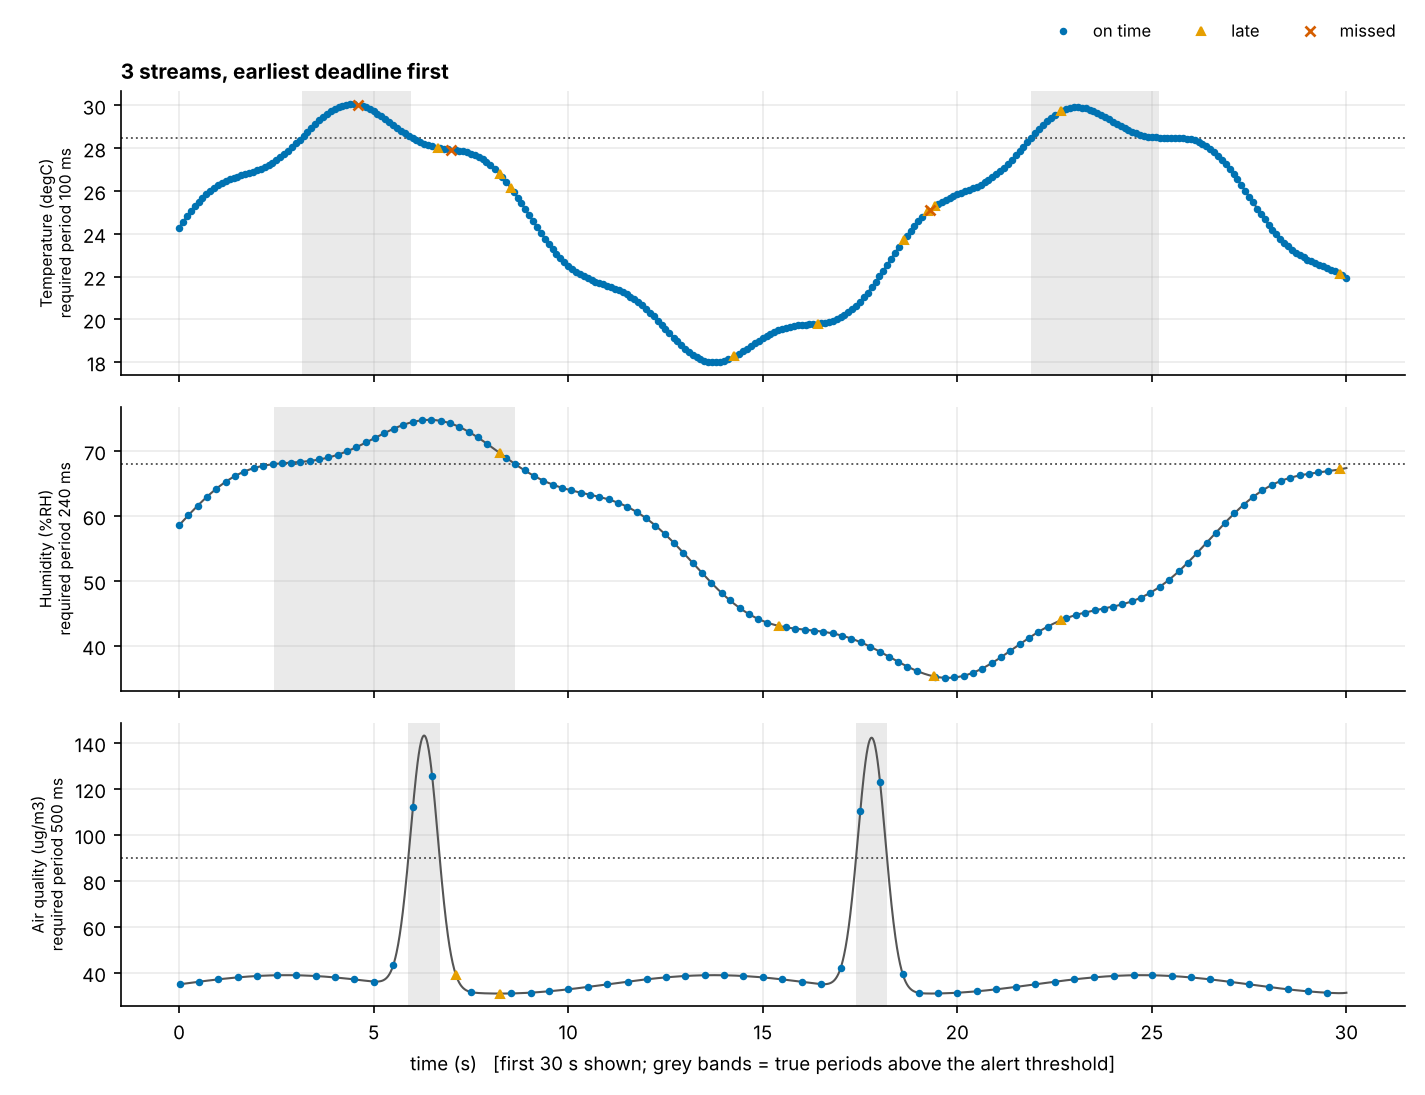 on time
late
missed
3 streams, earliest deadline first
Temperature (degC)
required period 100 ms
30
28
26
24
22
20
18
Humidity (%RH)
required period 240 ms
70
60
50
40
Air quality (ug/m3)
required period 500 ms
140
120
100
80
60
40
0
5
10
15
20
25
30
time (s) [first 30 s shown; grey bands = true periods above the alert threshold]